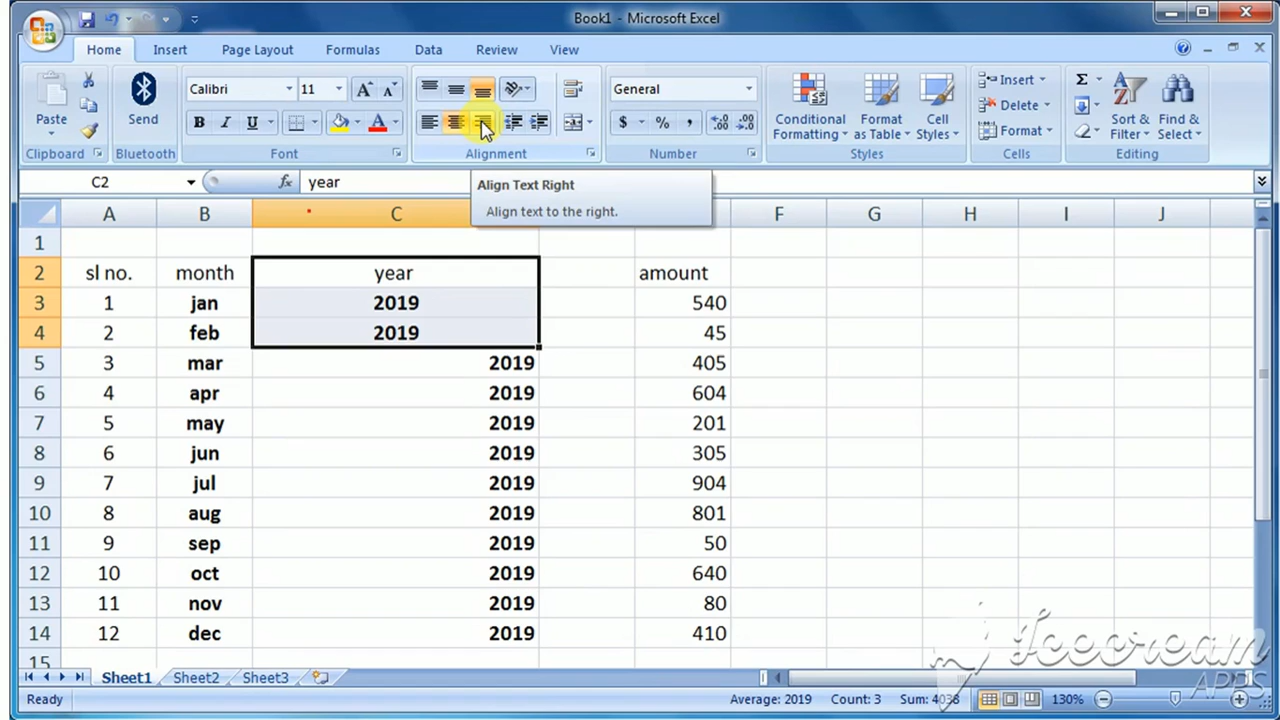 Book1 - Microsoft Excel
Home Insert Page Layout Formulas Data Review View
Paste
Clipboard
Send
Bluetooth
Calibri 11 A A
B I U A
Font
Alignment
General
$ % ,
Number
Conditional Formatting
Format as Table
Cell Styles
Styles
Insert
Delete
Format
Cells
Σ
Sort & Filter
Find & Select
Editing
C2 fx year
Align Text Right
Align text to the right.
A B C F G H I J
1
2 sl no. month year amount
3 1 jan 2019 540
4 2 feb 2019 45
5 3 mar 2019 405
6 4 apr 2019 604
7 5 may 2019 201
8 6 jun 2019 305
9 7 jul 2019 904
10 8 aug 2019 801
11 9 sep 2019 50
12 10 oct 2019 640
13 11 nov 2019 80
14 12 dec 2019 410
15
Sheet1 Sheet2 Sheet3
Ready Average: 2019 Count: 3 Sum: 4038 130%
Icecream
APPS